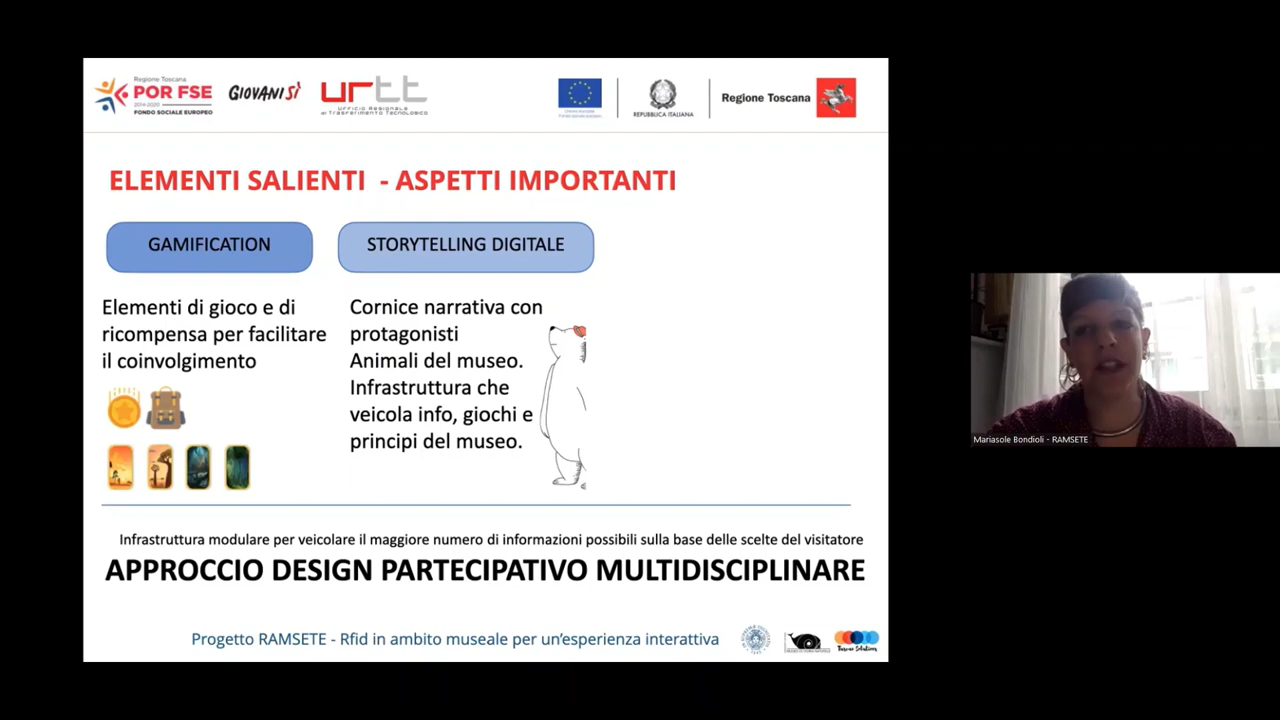 Regione Toscana
POR FSE
2014-2020
FONDO SOCIALE EUROPEO
GIOVANISÌ
urtt
Ufficio Regionale
di Trasferimento Tecnologico
REPUBBLICA ITALIANA
Regione Toscana
ELEMENTI SALIENTI - ASPETTI IMPORTANTI
GAMIFICATION
STORYTELLING DIGITALE
Elementi di gioco e di
ricompensa per facilitare
il coinvolgimento
Cornice narrativa con
protagonisti
Animali del museo.
Infrastruttura che
veicola info, giochi e
principi del museo.
Infrastruttura modulare per veicolare il maggiore numero di informazioni possibili sulla base delle scelte del visitatore
APPROCCIO DESIGN PARTECIPATIVO MULTIDISCIPLINARE
Progetto RAMSETE - Rfid in ambito museale per un'esperienza interattiva
Mariasole Bondioli - RAMSETE